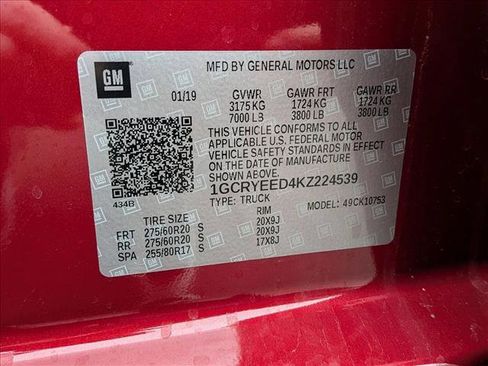 GM
MFD BY GENERAL MOTORS LLC
01/19 GVWR GAWR FRT GAWR RR
3175 KG 1724 KG 1724 KG
7000 LB 3800 LB 3800 LB
THIS VEHICLE CONFORMS TO ALL
APPLICABLE U.S. FEDERAL MOTOR
VEHICLE SAFETY STANDARDS IN EFFECT
ON THE DATE OF MANUFACTURE
SHOWN ABOVE.
1GCRYEED4KZ224539
434B TYPE: TRUCK MODEL: 49CK10753
TIRE SIZE RIM
FRT 275/60R20 S 20X9J
RR 275/60R20 S 20X9J
SPA 255/80R17 S 17X8J